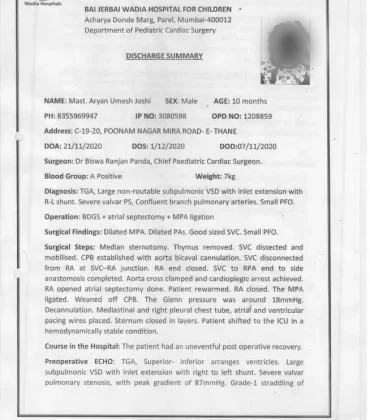 Wadia Hospitals
BAI JERBAI WADIA HOSPITAL FOR CHILDREN
Acharya Donde Marg, Parel, Mumbai-400012
Department of Pediatric Cardiac Surgery
DISCHARGE SUMMARY
NAME: Mast. Aryan Umesh Joshi SEX: Male AGE: 10 months
PH: 8355969947 IP NO: 3080598 OPD NO: 1208859
Address: C-19-20, POONAM NAGAR MIRA ROAD- E- THANE
DOA: 21/11/2020 DOS: 1/12/2020 DOD:07/11/2020
Surgeon: Dr Biswa Ranjan Panda, Chief Paediatric Cardiac Surgeon.
Blood Group: A Positive Weight: 7kg
Diagnosis: TGA, Large non-routable subpulmonic VSD with inlet extension with
R-L shunt. Severe valvar PS, Confluent branch pulmonary arteries. Small PFO.
Operation: BDGS + atrial septectomy + MPA ligation
Surgical Findings: Dilated MPA. Dilated PAs. Good sized SVC. Small PFO.
Surgical Steps: Median sternotomy. Thymus removed. SVC dissected and
mobilised. CPB established with aorta bicaval cannulation. SVC disconnected
from RA at SVC–RA junction. RA end closed. SVC to RPA end to side
anastomosis completed. Aorta cross clamped and cardioplegic arrest achieved.
RA opened atrial septectomy done. Patient rewarmed. RA closed. The MPA
ligated. Weaned off CPB. The Glenn pressure was around 18mmHg.
Decannulation. Mediastinal and right pleural chest tube, atrial and ventricular
pacing wires placed. Sternum closed in layers. Patient shifted to the ICU in a
hemodynamically stable condition.
Course in the Hospital: The patient had an uneventful post operative recovery.
Preoperative ECHO: TGA, Superior- inferior arranges ventricles. Large
subpulmonic VSD with inlet extension with right to left shunt. Severe valvar
pulmonary stenosis, with peak gradient of 87mmHg. Grade-1 straddling of